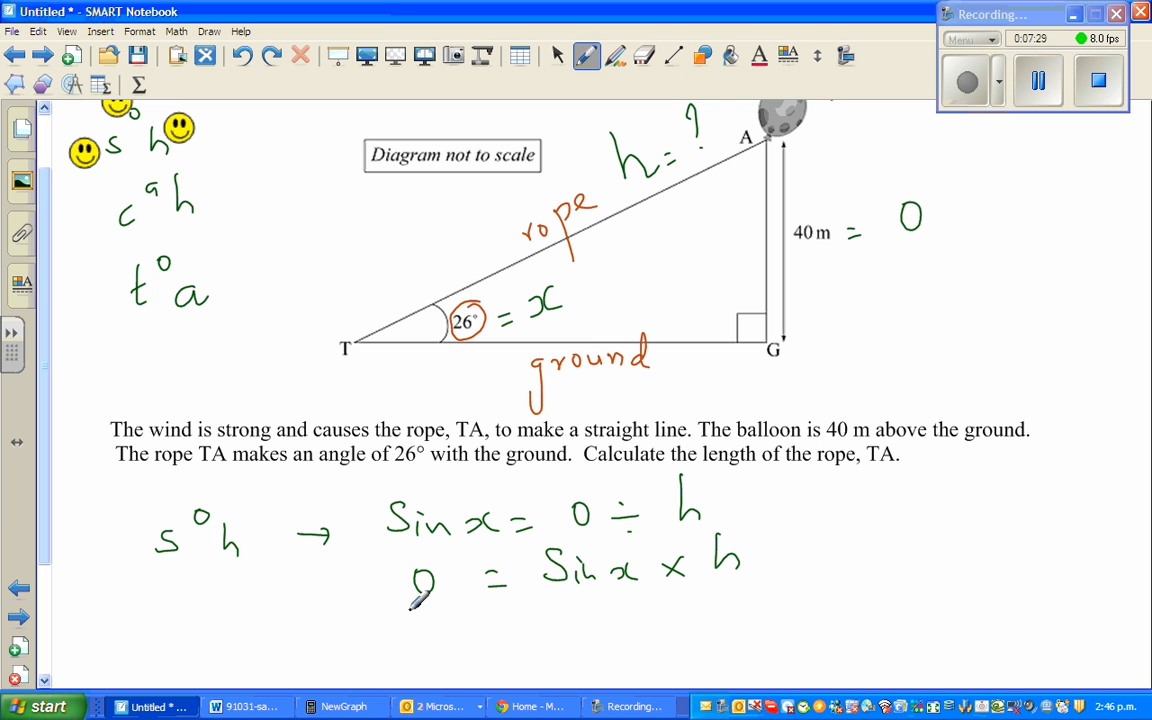 Untitled * - SMART Notebook
Recording...
File Edit View Insert Format Math Draw Help
Menu 0:07:29 8.0 fps
s o h
c a h
t o a
Diagram not to scale
h = ?
A
rope
40 m = O
26° = x
T
G
ground
The wind is strong and causes the rope, TA, to make a straight line. The balloon is 40 m above the ground.
The rope TA makes an angle of 26° with the ground. Calculate the length of the rope, TA.
s o h → Sin x = O ÷ h
O = Sin x × h
start Untitled * ... 91031-sa... NewGraph 2 Micros... Home - M... Recording... 2:46 p.m.